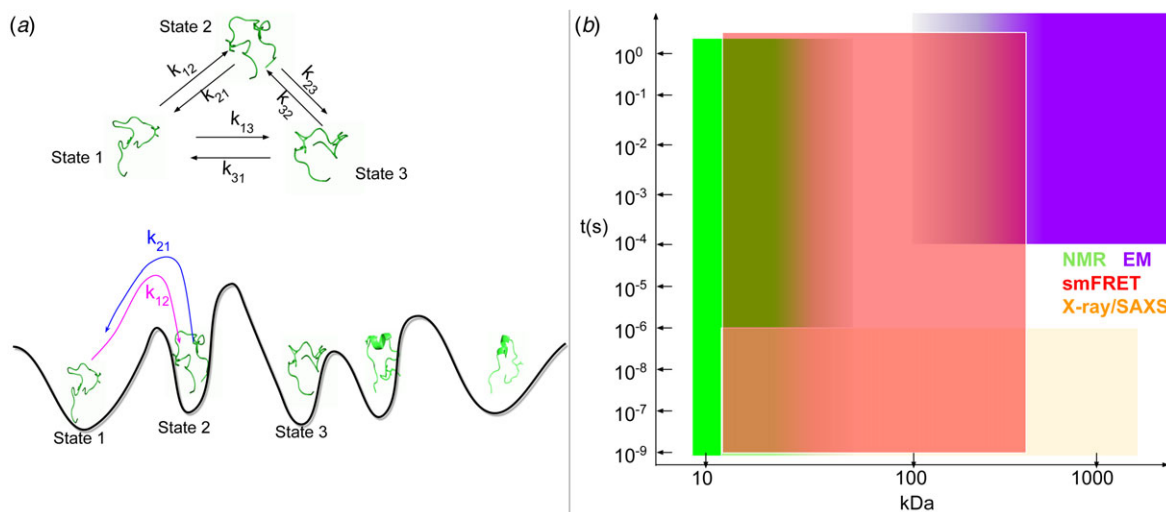 (a)
State 2
k12
k21
k23
k32
k13
State 1
k31
State 3
k21
k12
State 1
State 2
State 3
(b)
10^0
10^-1
10^-2
10^-3
t(s)
10^-4
10^-5
10^-6
10^-8
10^-7
10^-9
NMR EM
smFRET
X-ray/SAXS
10 100 1000
kDa